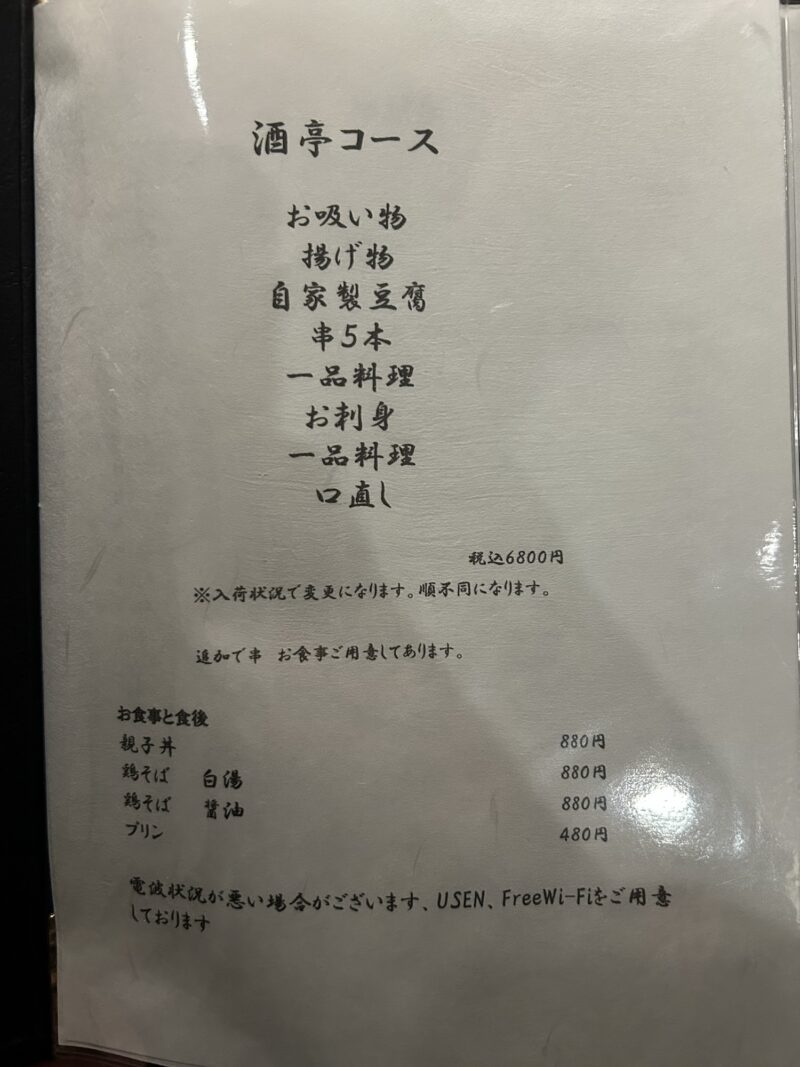 酒亭コース
お吸い物
揚げ物
自家製豆腐
串5本
一品料理
お刺身
一品料理
口直し
税込6800円
※入荷状況で変更になります。順不同になります。
追加で串　お食事ご用意してあります。
お食事と食後
親子丼 880円
鶏そば 白湯 880円
鶏そば 醤油 880円
プリン 480円
電波状況が悪い場合がございます、USEN、FreeWi-Fiをご用意
しております